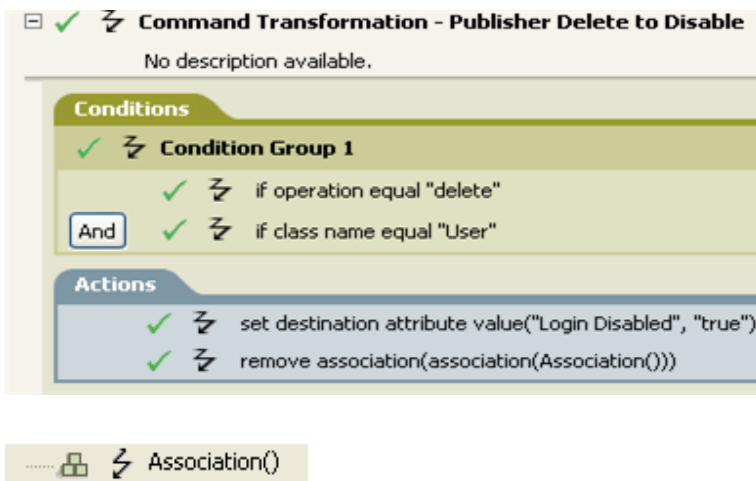 Command Transformation - Publisher Delete to Disable
No description available.
Conditions
Condition Group 1
if operation equal "delete"
And if class name equal "User"
Actions
set destination attribute value("Login Disabled", "true")
remove association(association(Association()))
Association()